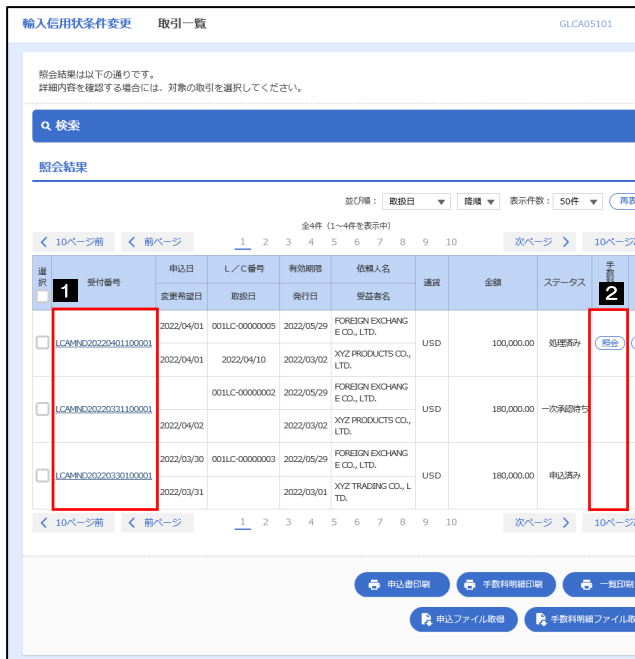 輸入信用状条件変更 取引一覧 GLCA05101
照会結果は以下の通りです。
詳細内容を確認する場合には、対象の取引を選択してください。
検索
照会結果
並び順： 取扱日 降順 表示件数： 50件 再表
全4件（1～4件を表示中）
10ページ前 前ページ 1 2 3 4 5 6 7 8 9 10 次ページ 10ページ
選択 受付番号 申込日 L／C番号 有効期限 依頼人名 通貨 金額 ステータス 手数料
変更希望日 取扱日 発行日 受益者名
1
2
LCAMND20220401100001 2022/04/01 001LC-00000005 2022/05/29 FOREIGN EXCHANG
E CO., LTD. USD 100,000.00 処理済み 照会
2022/04/01 2022/04/10 2022/03/02 XYZ PRODUCTS CO.,
LTD.
LCAMND20220331100001 001LC-00000002 2022/05/29 FOREIGN EXCHANG
E CO., LTD. USD 180,000.00 一次承認待ち
2022/04/02 2022/03/02 XYZ PRODUCTS CO.,
LTD.
LCAMND20220330100001 2022/03/30 001LC-00000003 2022/05/29 FOREIGN EXCHANG
E CO., LTD. USD 180,000.00 申込済み
2022/03/31 2022/03/01 XYZ TRADING CO., L
TD.
10ページ前 前ページ 1 2 3 4 5 6 7 8 9 10 次ページ 10ページ
申込書印刷 手数料明細印刷 一覧印刷
申込ファイル取得 手数料明細ファイル取